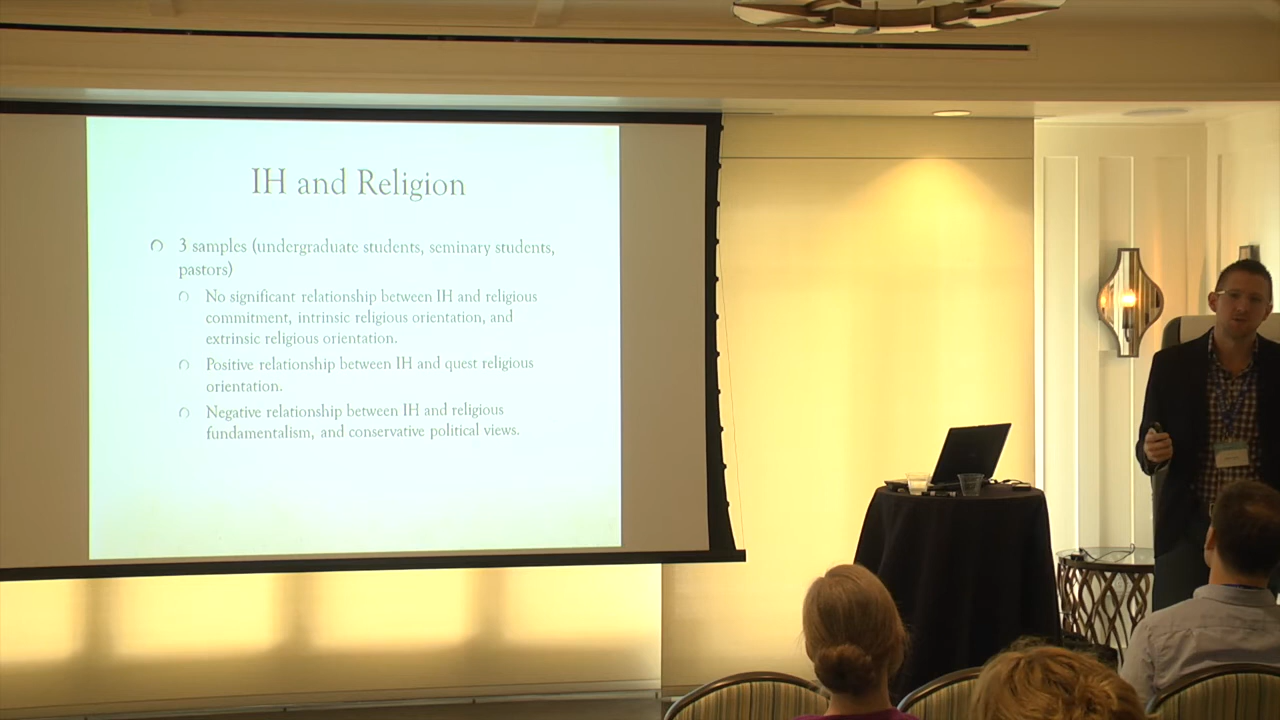 IH and Religion
3 samples (undergraduate students, seminary students,
pastors)
No significant relationship between IH and religious
commitment, intrinsic religious orientation, and
extrinsic religious orientation.
Positive relationship between IH and quest religious
orientation.
Negative relationship between IH and religious
fundamentalism, and conservative political views.